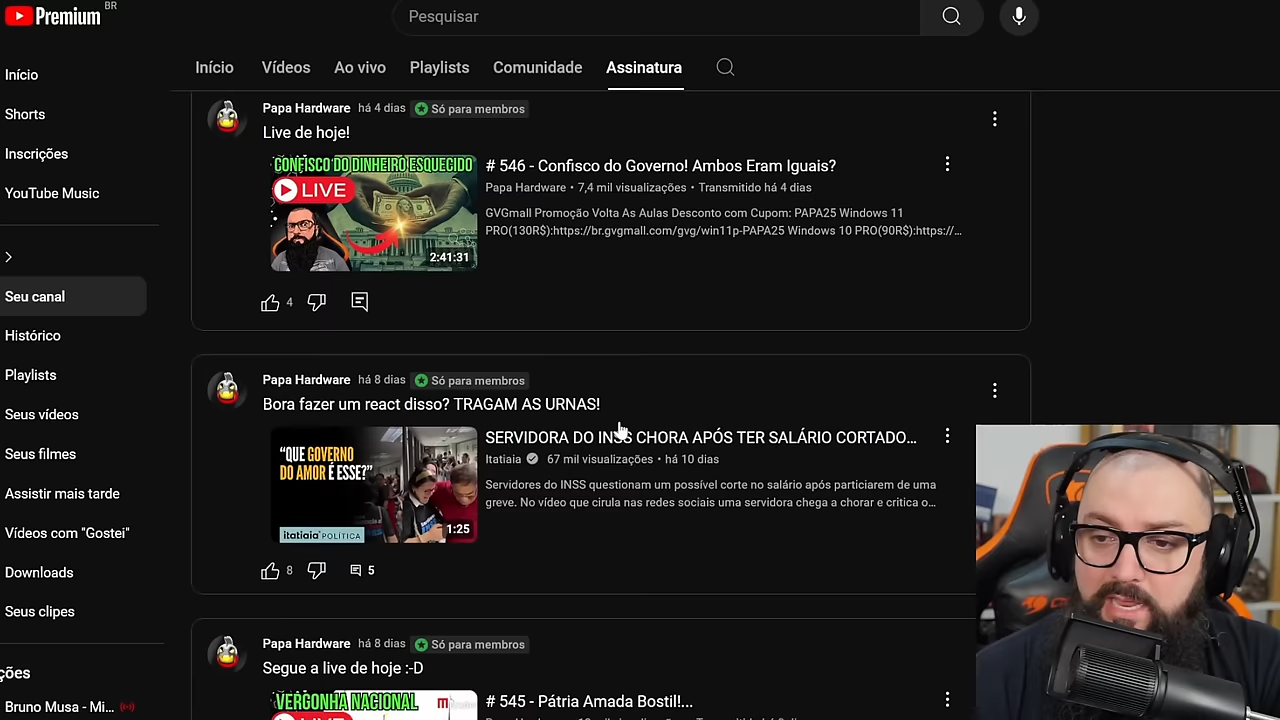 Premium BR
Pesquisar
Início
Shorts
Inscrições
YouTube Music
Seu canal
Histórico
Playlists
Seus vídeos
Seus filmes
Assistir mais tarde
Vídeos com "Gostei"
Downloads
Seus clipes
ções
Bruno Musa - Mi...
Início Vídeos Ao vivo Playlists Comunidade Assinatura
Papa Hardware há 4 dias Só para membros
Live de hoje!
CONFISCO DO DINHEIRO ESQUECIDO
LIVE
2:41:31
# 546 - Confisco do Governo! Ambos Eram Iguais?
Papa Hardware • 7,4 mil visualizações • Transmitido há 4 dias
GVGmall Promoção Volta As Aulas Desconto com Cupom: PAPA25 Windows 11
PRO(130R$):https://br.gvgmall.com/gvg/win11p-PAPA25 Windows 10 PRO(90R$):https://...
4
Papa Hardware há 8 dias Só para membros
Bora fazer um react disso? TRAGAM AS URNAS!
"QUE GOVERNO
DO AMOR É ESSE?"
itatiaia POLÍTICA
1:25
SERVIDORA DO INSS CHORA APÓS TER SALÁRIO CORTADO...
Itatiaia 67 mil visualizações • há 10 dias
Servidores do INSS questionam um possível corte no salário após particiarem de uma
greve. No vídeo que cirula nas redes sociais uma servidora chega a chorar e critica o...
8 5
Papa Hardware há 8 dias Só para membros
Segue a live de hoje :-D
VERGONHA NACIONAL
# 545 - Pátria Amada Bostil!...